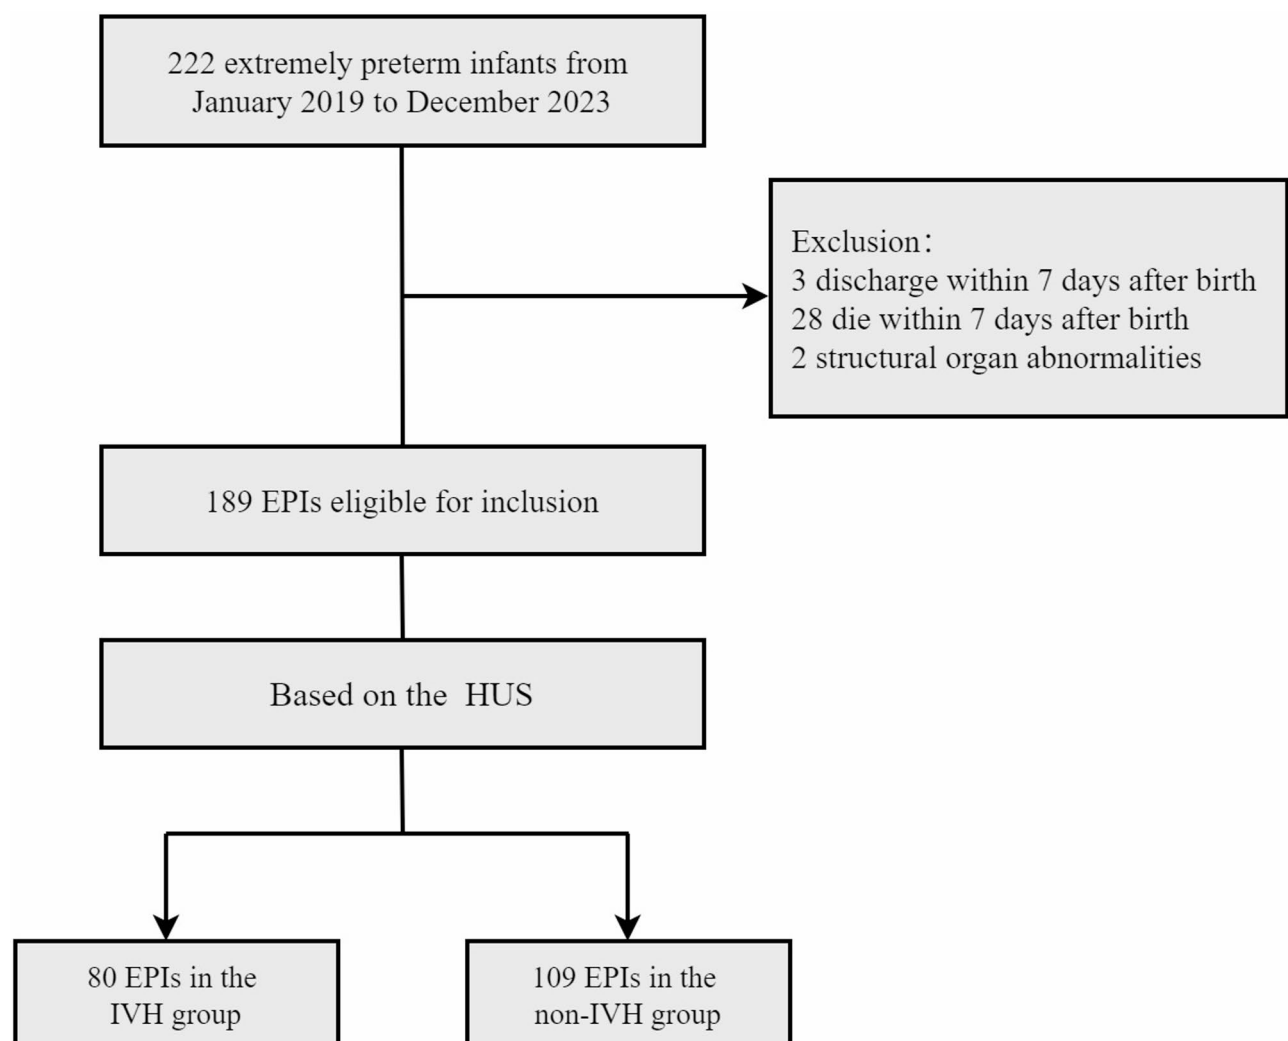 222 extremely preterm infants from
January 2019 to December 2023
Exclusion：
3 discharge within 7 days after birth
28 die within 7 days after birth
2 structural organ abnormalities
189 EPIs eligible for inclusion
Based on the  HUS
80 EPIs in the
IVH group
109 EPIs in the
non-IVH group